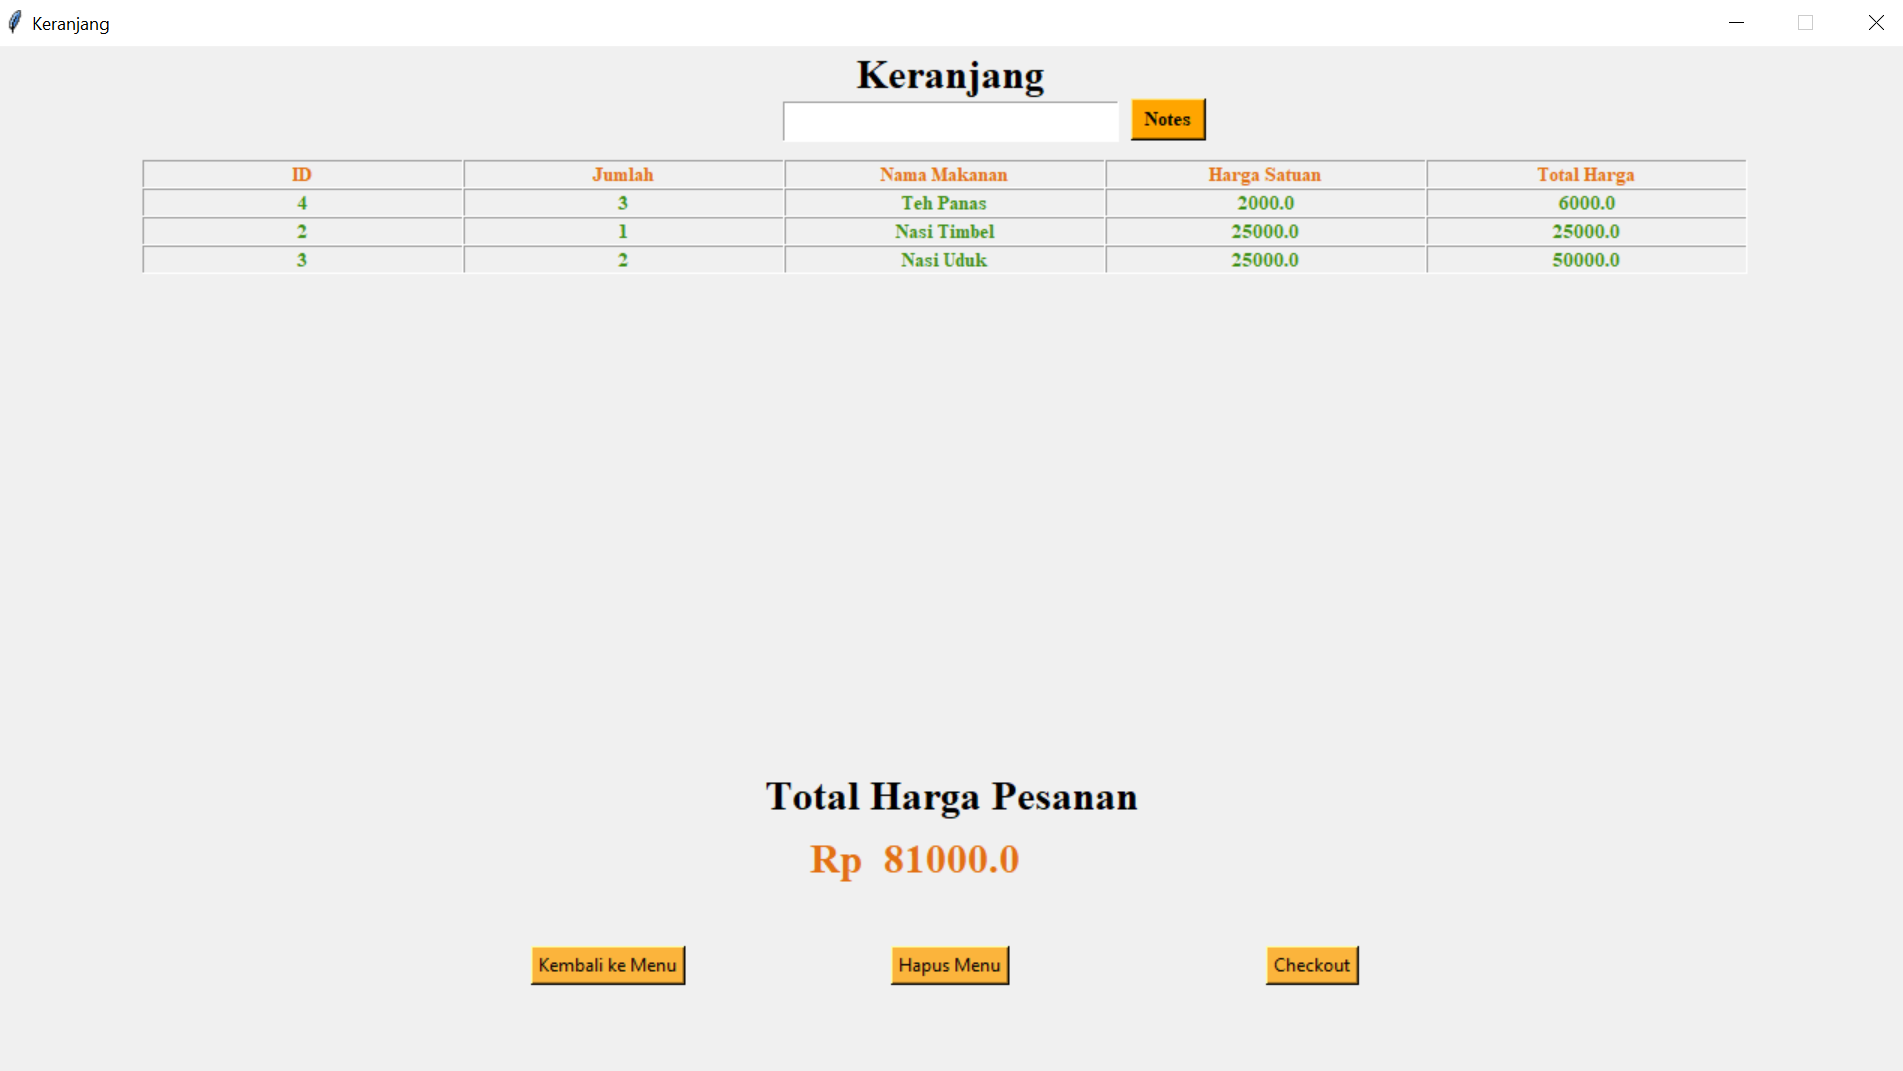 Keranjang
Keranjang
Notes
ID Jumlah Nama Makanan Harga Satuan Total Harga
4 3 Teh Panas 2000.0 6000.0
2 1 Nasi Timbel 25000.0 25000.0
3 2 Nasi Uduk 25000.0 50000.0
Total Harga Pesanan
Rp 81000.0
Kembali ke Menu Hapus Menu Checkout